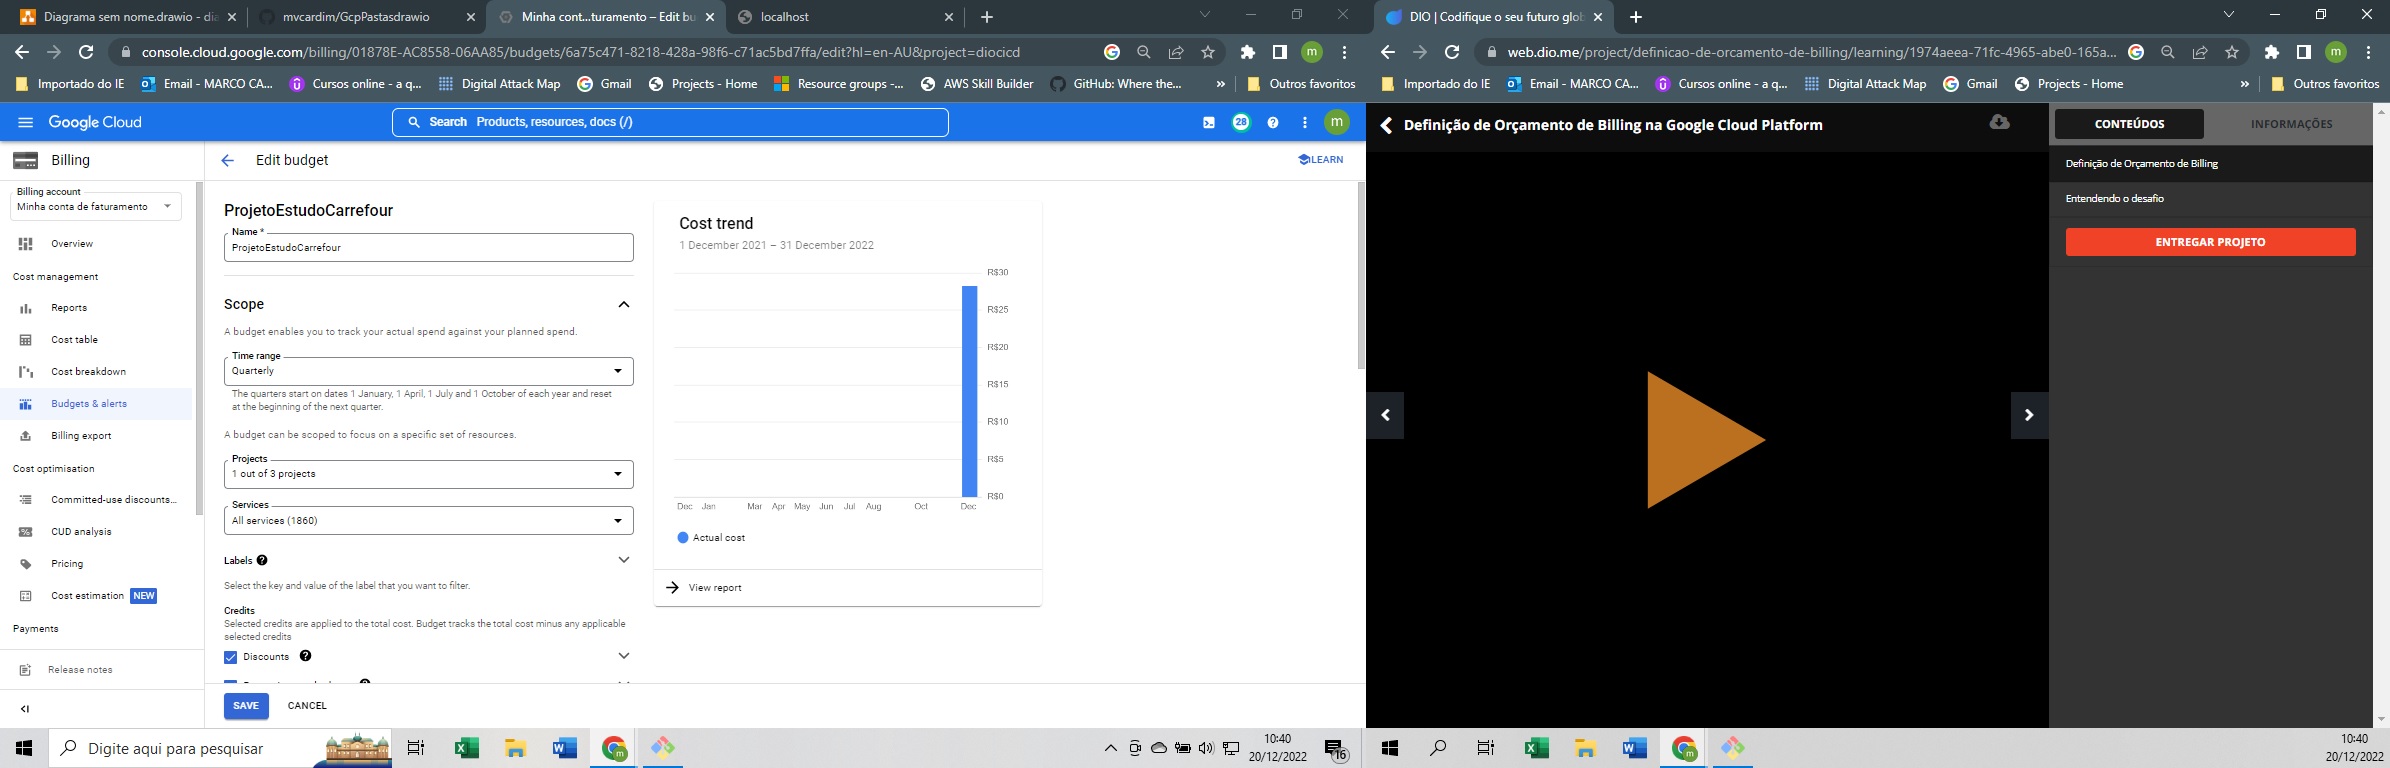 Diagrama sem nome.drawio - dia
mvcardim/GcpPastasdrawio
Minha cont...turamento – Edit bu
localhost
console.cloud.google.com/billing/01878E-AC8558-06AA85/budgets/6a75c471-8218-428a-98f6-c71ac5bd7ffa/edit?hl=en-AU&project=diocicd
m
Importado do IE
Email - MARCO CA...
Cursos online - a q...
Digital Attack Map
Gmail
Projects - Home
Resource groups -...
AWS Skill Builder
GitHub: Where the...
»
Outros favoritos
Google Cloud
Search Products, resources, docs (/)
28
m
Billing
Edit budget
LEARN
Billing account
Minha conta de faturamento
Overview
Cost management
Reports
Cost table
Cost breakdown
Budgets & alerts
Billing export
Cost optimisation
Committed-use discounts...
CUD analysis
Pricing
Cost estimation NEW
Payments
Release notes
ProjetoEstudoCarrefour
Name *
ProjetoEstudoCarrefour
Scope
A budget enables you to track your actual spend against your planned spend.
Time range
Quarterly
The quarters start on dates 1 January, 1 April, 1 July and 1 October of each year and reset
at the beginning of the next quarter.
A budget can be scoped to focus on a specific set of resources.
Projects
1 out of 3 projects
Services
All services (1860)
Labels
Select the key and value of the label that you want to filter.
Credits
Selected credits are applied to the total cost. Budget tracks the total cost minus any applicable
selected credits
Discounts
SAVE
CANCEL
Cost trend
1 December 2021 – 31 December 2022
R$30
R$25
R$20
R$15
R$10
R$5
R$0
Dec Jan Mar Apr May Jun Jul Aug Oct Dec
Actual cost
View report
Digite aqui para pesquisar
10:40
20/12/2022
16
DIO | Codifique o seu futuro glob
web.dio.me/project/definicao-de-orcamento-de-billing/learning/1974aeea-71fc-4965-abe0-165a...
m
Importado do IE
Email - MARCO CA...
Cursos online - a q...
Digital Attack Map
Gmail
Projects - Home
»
Outros favoritos
Definição de Orçamento de Billing na Google Cloud Platform
CONTEÚDOS
INFORMAÇÕES
Definição de Orçamento de Billing
Entendendo o desafio
ENTREGAR PROJETO
10:40
20/12/2022